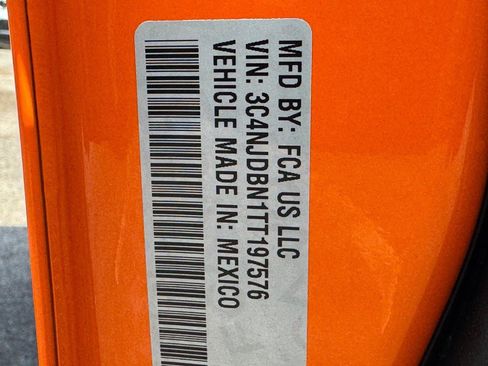 MFD BY: FCA US LLC
VIN: 3C4NJDBN1TT197576
VEHICLE MADE IN: MEXICO